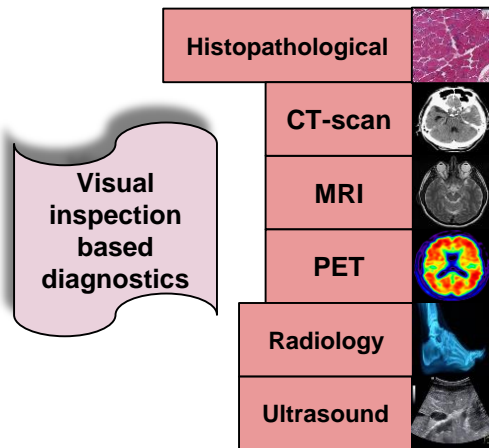 Histopathological
CT-scan
MRI
PET
Radiology
Ultrasound
Visual
inspection
based
diagnostics